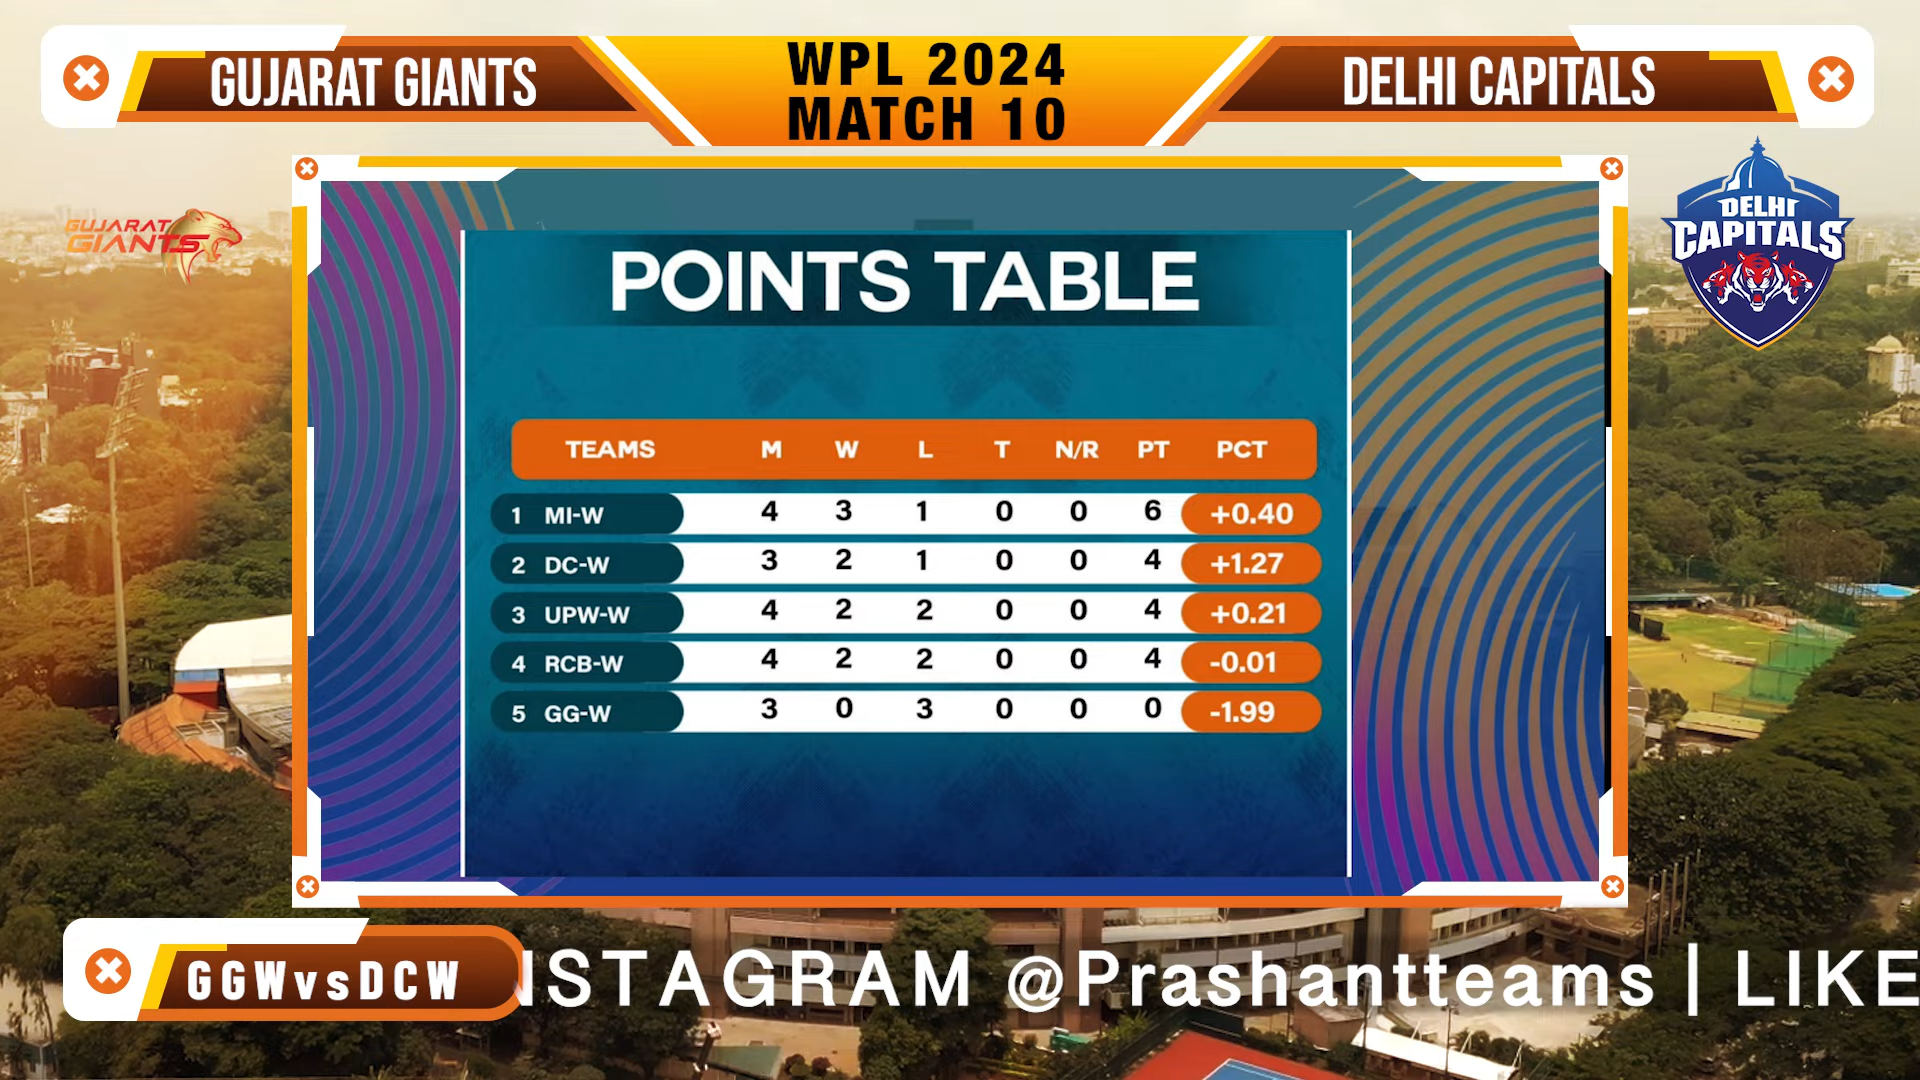 GUJARAT GIANTS
WPL 2024
MATCH 10
DELHI CAPITALS
GUJARAT
GIANTS
DELHI
CAPITALS
POINTS TABLE
TEAMS M W L T N/R PT PCT
1 MI-W 4 3 1 0 0 6 +0.40
2 DC-W 3 2 1 0 0 4 +1.27
3 UPW-W 4 2 2 0 0 4 +0.21
4 RCB-W 4 2 2 0 0 4 -0.01
5 GG-W 3 0 3 0 0 0 -1.99
GGWvsDCW
NSTAGRAM @Prashantteams | LIKE